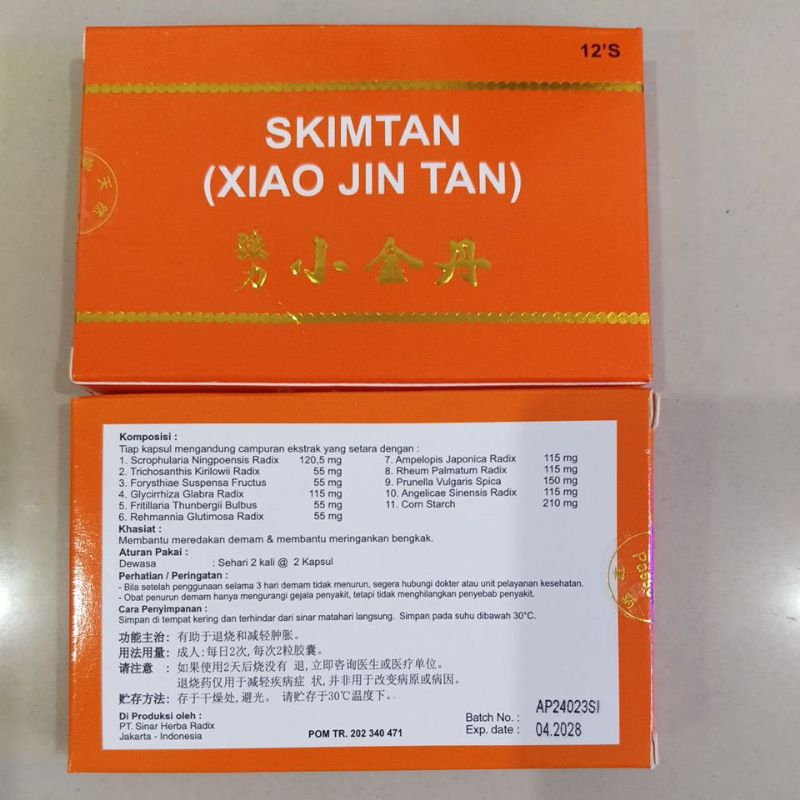 12'S
SKIMTAN
(XIAO JIN TAN)
強力 小金丹
天然
Komposisi :
Tiap kapsul mengandung campuran ekstrak yang setara dengan :
1. Scrophularia Ningpoensis Radix 120,5 mg
2. Trichosanthis Kirilowii Radix 55 mg
3. Forysthiae Suspensa Fructus 55 mg
4. Glycirrhiza Glabra Radix 115 mg
5. Fritillaria Thunbergii Bulbus 55 mg
6. Rehmannia Glutimosa Radix 55 mg
7. Ampelopis Japonica Radix 115 mg
8. Rheum Palmatum Radix 115 mg
9. Prunella Vulgaris Spica 150 mg
10. Angelicae Sinensis Radix 115 mg
11. Corn Starch 210 mg
Khasiat :
Membantu meredakan demam & membantu meringankan bengkak.
Aturan Pakai :
Dewasa : Sehari 2 kali @ 2 Kapsul
Perhatian / Peringatan :
- Bila setelah penggunaan selama 3 hari demam tidak menurun, segera hubungi dokter atau unit pelayanan kesehatan.
- Obat penurun demam hanya mengurangi gejala penyakit, tetapi tidak menghilangkan penyebab penyakit.
Cara Penyimpanan :
Simpan di tempat kering dan terhindar dari sinar matahari langsung. Simpan pada suhu dibawah 30°C.
功能主治: 有助于退烧和减轻肿胀。
用法用量: 成人:每日2次, 每次2粒胶囊。
请注意 : 如果使用2天后烧没有 退,立即咨询医生或医疗单位。
退烧药仅用于减轻疾病症 状,并非用于改变病原或病因。
贮存方法: 存于干燥处,避光。 请贮存于30℃温度下。
Di Produksi oleh :
PT. Sinar Herba Radix
Jakarta - Indonesia
POM TR. 202 340 471
Batch No. : AP24023SI
Exp. date : 04.2028